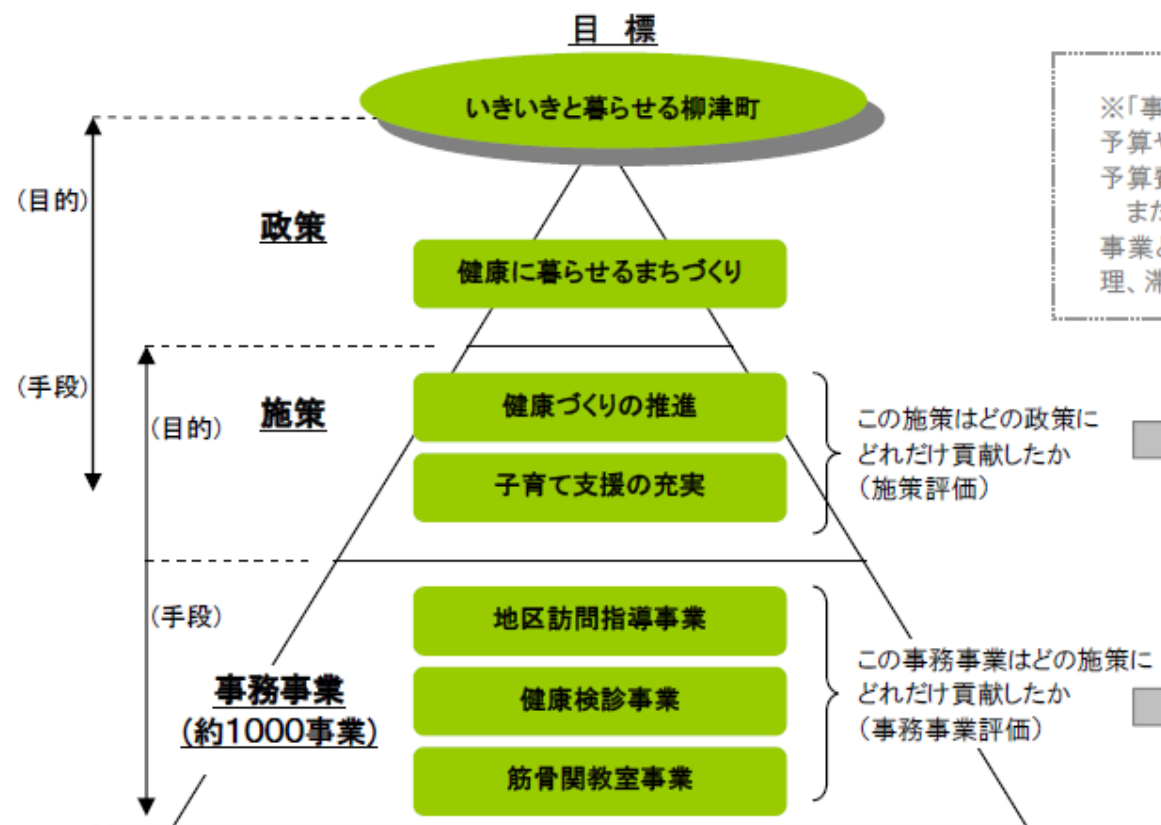 目 標
いきいきと暮らせる柳津町
※「事
予算や
予算
また
事業
理、滞
(目的)
政策
健康に暮らせるまちづくり
(手段)
(目的)
施策
健康づくりの推進
子育て支援の充実
この施策はどの政策に
どれだけ貢献したか
(施策評価)
(手段)
地区訪問指導事業
事務事業
(約1000事業)
健康検診事業
筋骨関教室事業
この事務事業はどの施策に
どれだけ貢献したか
(事務事業評価)